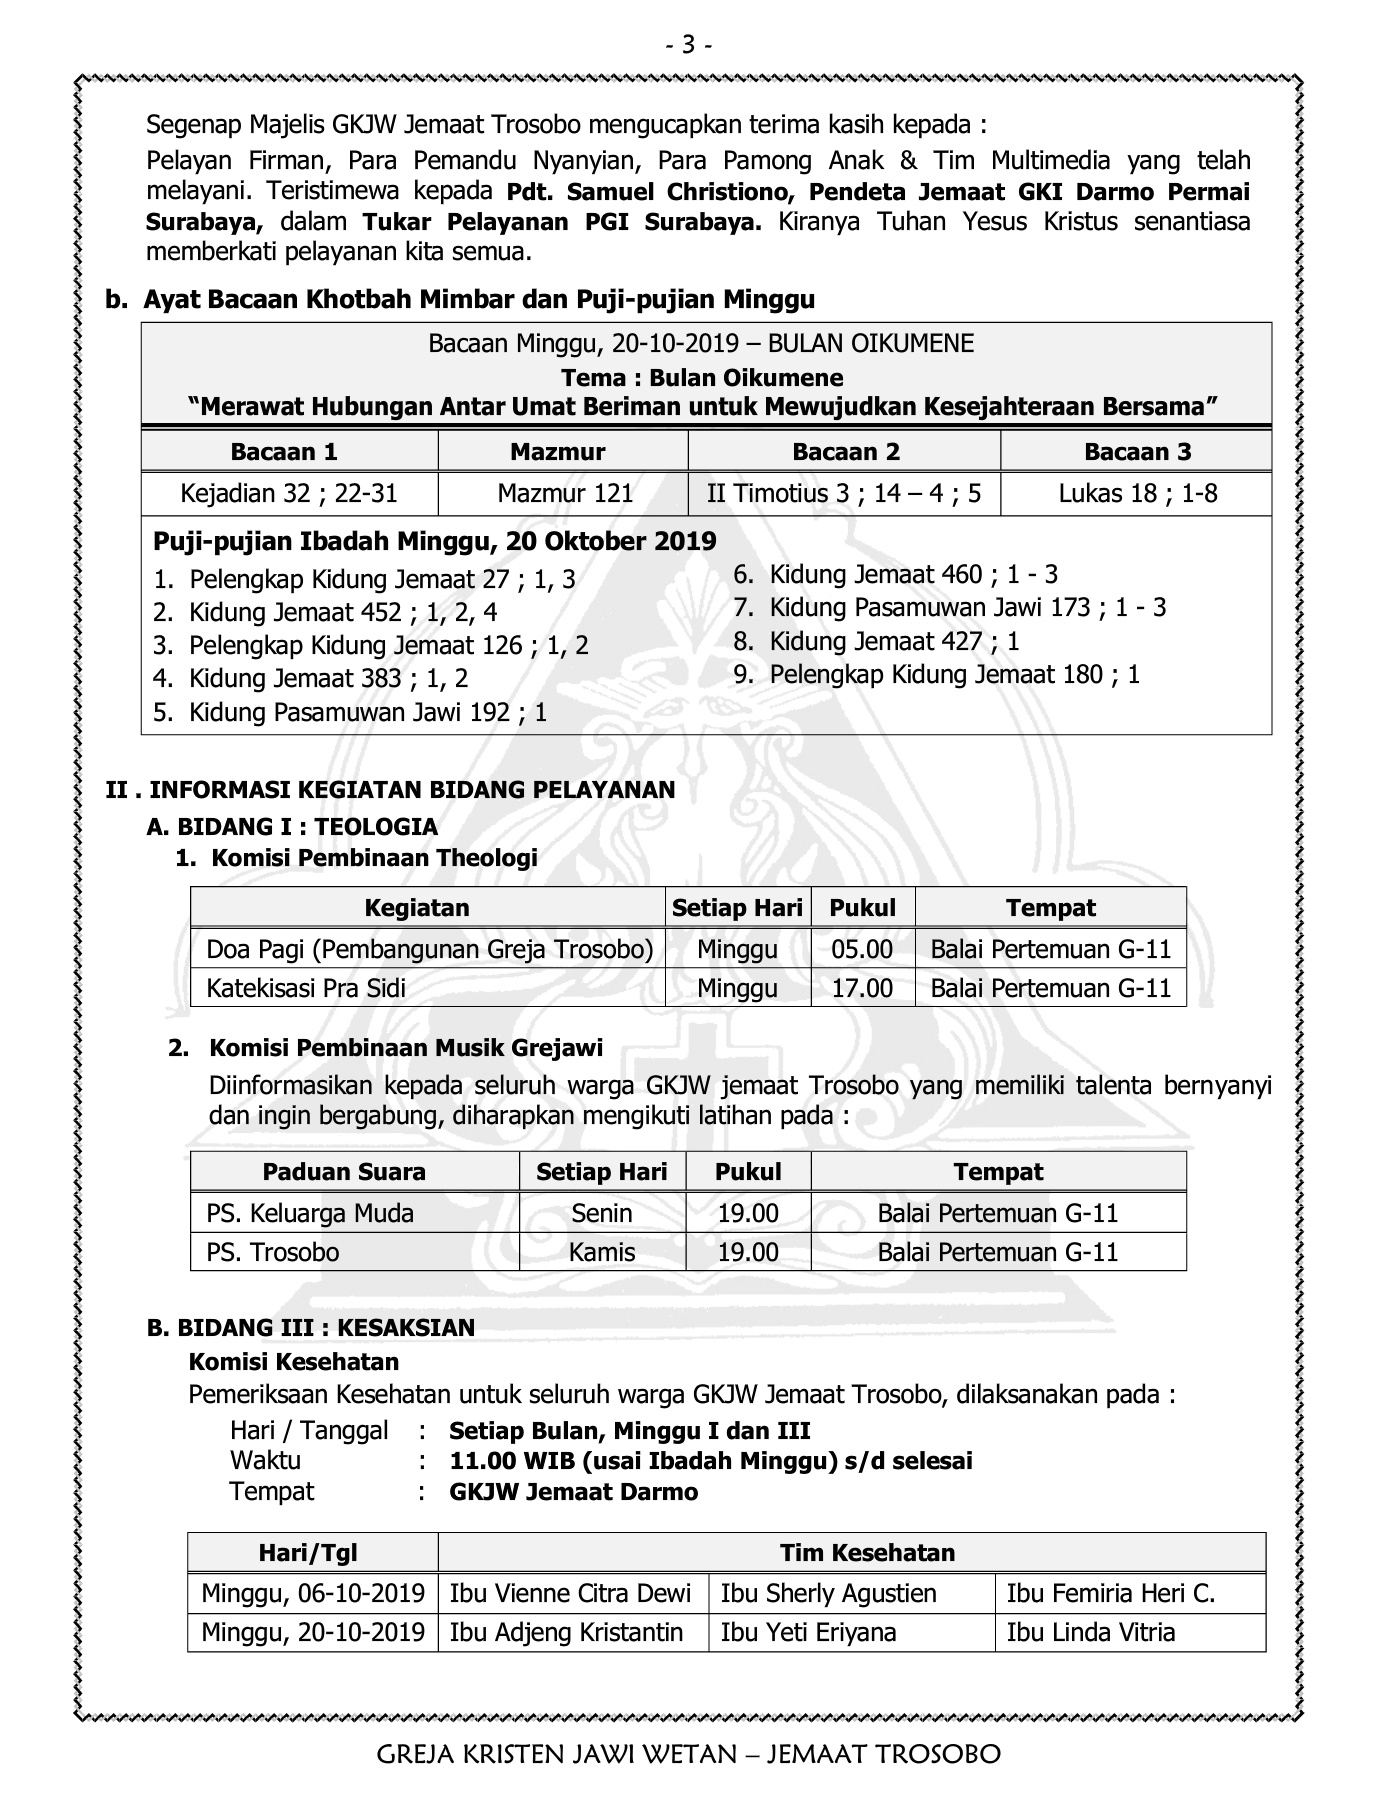 - 3 -
Segenap Majelis GKJW Jemaat Trosobo mengucapkan terima kasih kepada :
Pelayan Firman, Para Pemandu Nyanyian, Para Pamong Anak & Tim Multimedia yang telah
melayani. Teristimewa kepada Pdt. Samuel Christiono, Pendeta Jemaat GKI Darmo Permai
Surabaya, dalam Tukar Pelayanan PGI Surabaya. Kiranya Tuhan Yesus Kristus senantiasa
memberkati pelayanan kita semua.
b. Ayat Bacaan Khotbah Mimbar dan Puji-pujian Minggu
Bacaan Minggu, 20-10-2019 – BULAN OIKUMENE
Tema : Bulan Oikumene
“Merawat Hubungan Antar Umat Beriman untuk Mewujudkan Kesejahteraan Bersama”
Bacaan 1 Mazmur Bacaan 2 Bacaan 3
Kejadian 32 ; 22-31 Mazmur 121 II Timotius 3 ; 14 – 4 ; 5 Lukas 18 ; 1-8
Puji-pujian Ibadah Minggu, 20 Oktober 2019
1. Pelengkap Kidung Jemaat 27 ; 1, 3
2. Kidung Jemaat 452 ; 1, 2, 4
3. Pelengkap Kidung Jemaat 126 ; 1, 2
4. Kidung Jemaat 383 ; 1, 2
5. Kidung Pasamuwan Jawi 192 ; 1
6. Kidung Jemaat 460 ; 1 - 3
7. Kidung Pasamuwan Jawi 173 ; 1 - 3
8. Kidung Jemaat 427 ; 1
9. Pelengkap Kidung Jemaat 180 ; 1
II . INFORMASI KEGIATAN BIDANG PELAYANAN
A. BIDANG I : TEOLOGIA
1. Komisi Pembinaan Theologi
Kegiatan Setiap Hari Pukul Tempat
Doa Pagi (Pembangunan Greja Trosobo) Minggu 05.00 Balai Pertemuan G-11
Katekisasi Pra Sidi Minggu 17.00 Balai Pertemuan G-11
2. Komisi Pembinaan Musik Grejawi
Diinformasikan kepada seluruh warga GKJW jemaat Trosobo yang memiliki talenta bernyanyi
dan ingin bergabung, diharapkan mengikuti latihan pada :
Paduan Suara Setiap Hari Pukul Tempat
PS. Keluarga Muda Senin 19.00 Balai Pertemuan G-11
PS. Trosobo Kamis 19.00 Balai Pertemuan G-11
B. BIDANG III : KESAKSIAN
Komisi Kesehatan
Pemeriksaan Kesehatan untuk seluruh warga GKJW Jemaat Trosobo, dilaksanakan pada :
Hari / Tanggal : Setiap Bulan, Minggu I dan III
Waktu : 11.00 WIB (usai Ibadah Minggu) s/d selesai
Tempat : GKJW Jemaat Darmo
Hari/Tgl Tim Kesehatan
Minggu, 06-10-2019 Ibu Vienne Citra Dewi Ibu Sherly Agustien Ibu Femiria Heri C.
Minggu, 20-10-2019 Ibu Adjeng Kristantin Ibu Yeti Eriyana Ibu Linda Vitria
GREJA KRISTEN JAWI WETAN – JEMAAT TROSOBO